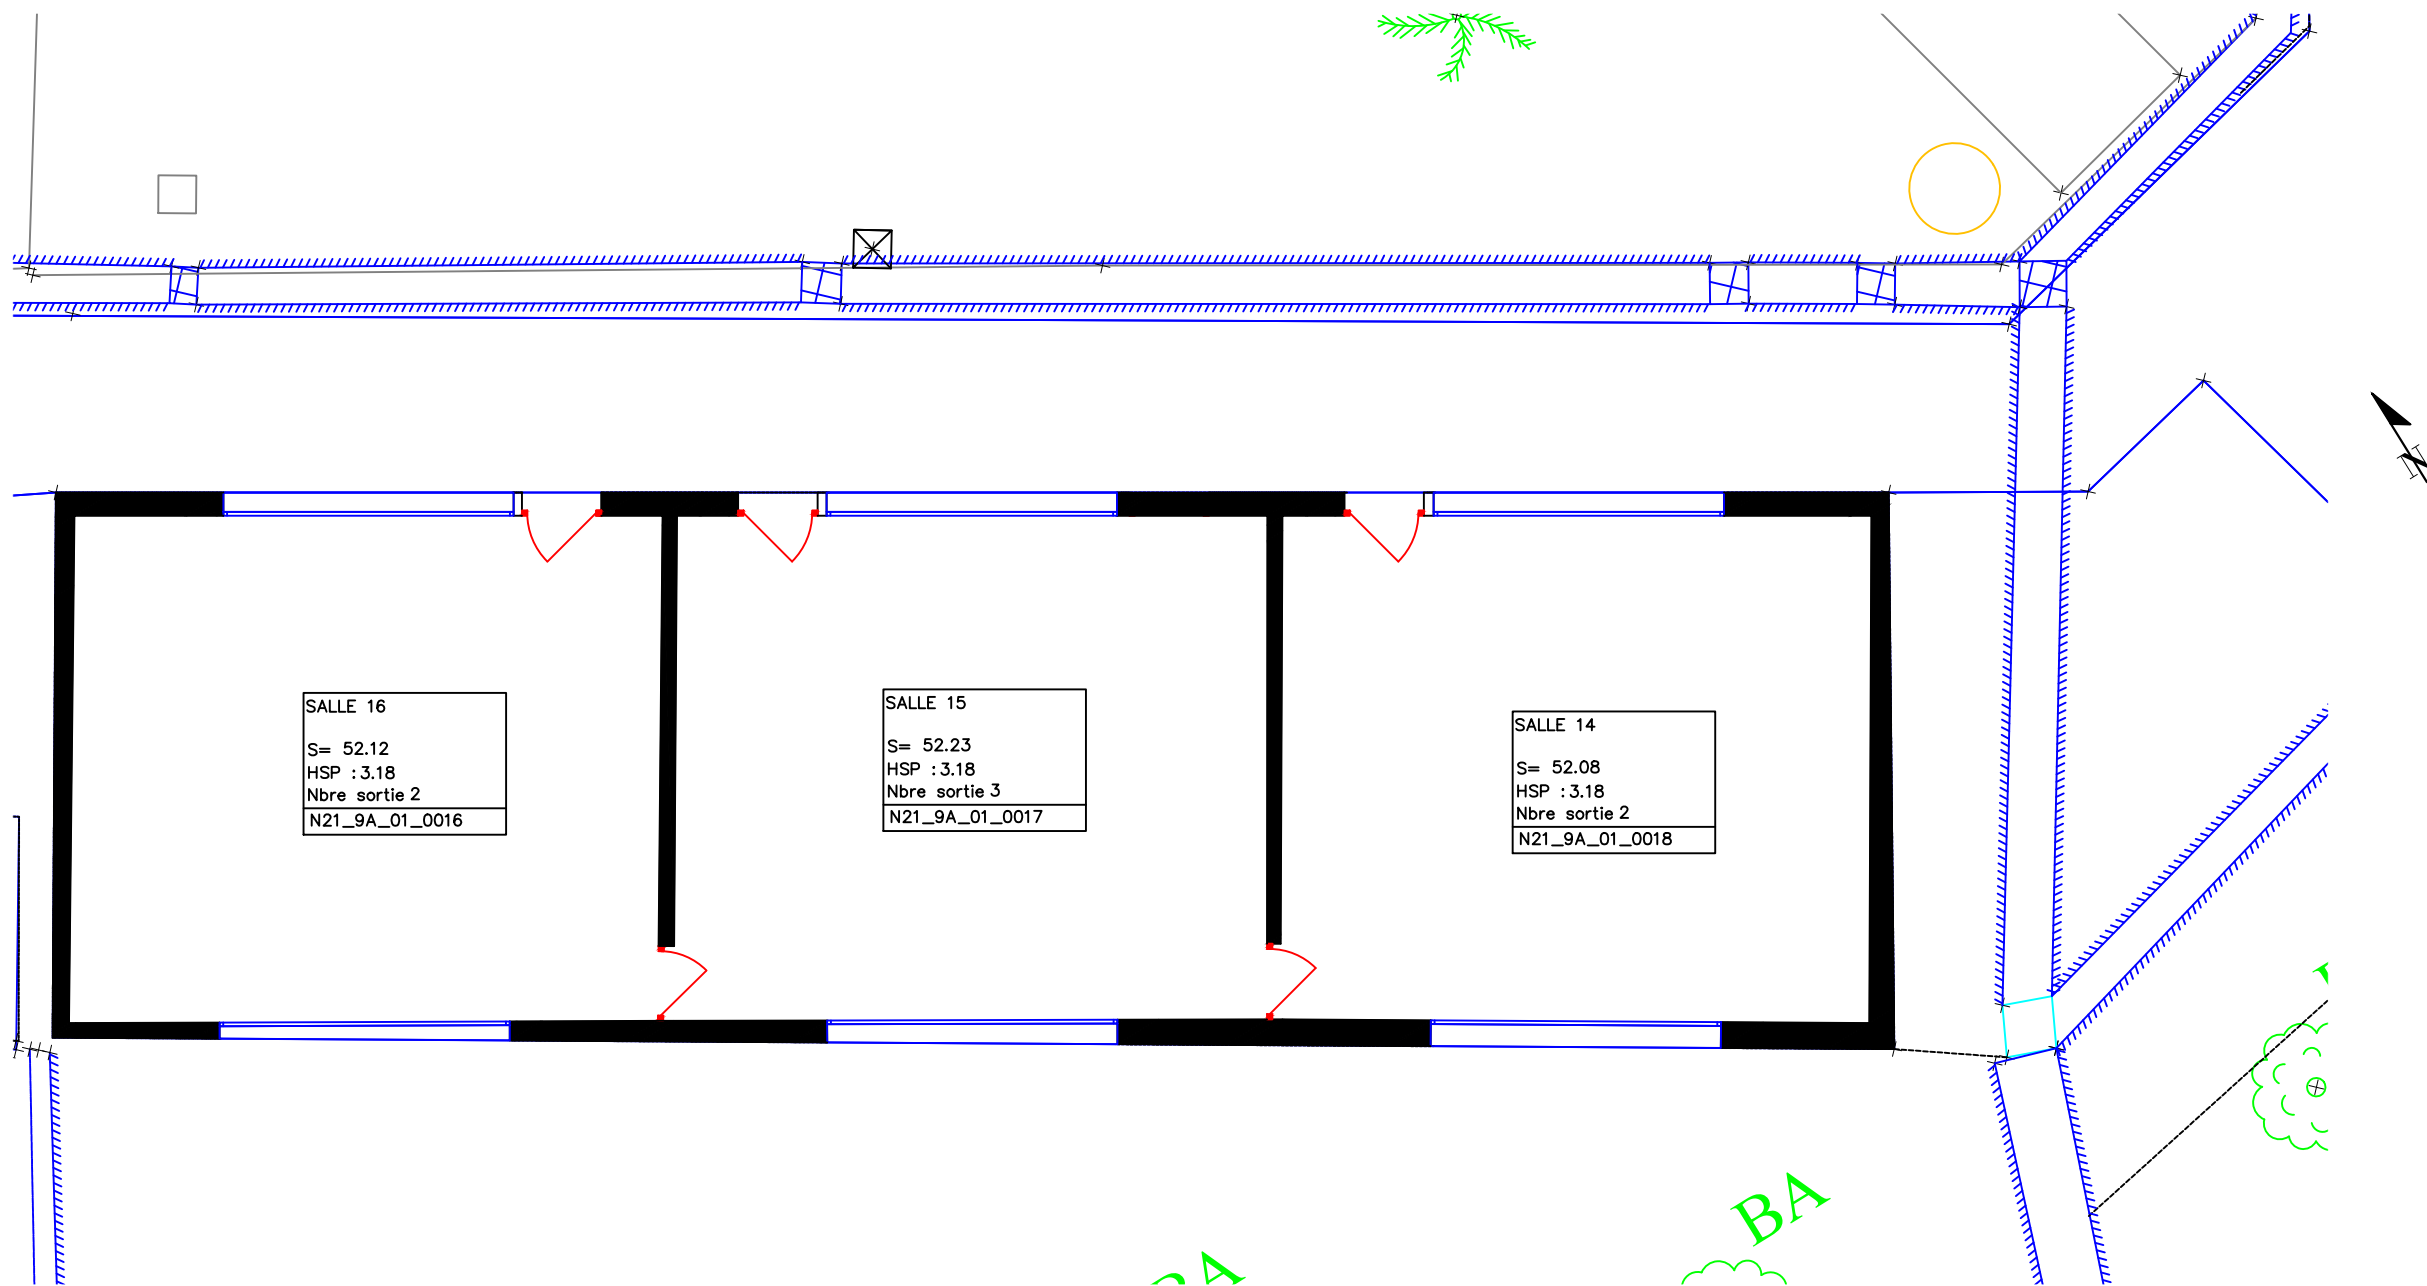 N
SALLE 16
S= 52.12
HSP :3.18
Nbre sortie 2
N21_9A_01_0016
SALLE 15
S= 52.23
HSP :3.18
Nbre sortie 3
N21_9A_01_0017
SALLE 14
S= 52.08
HSP :3.18
Nbre sortie 2
N21_9A_01_0018
BA
BA